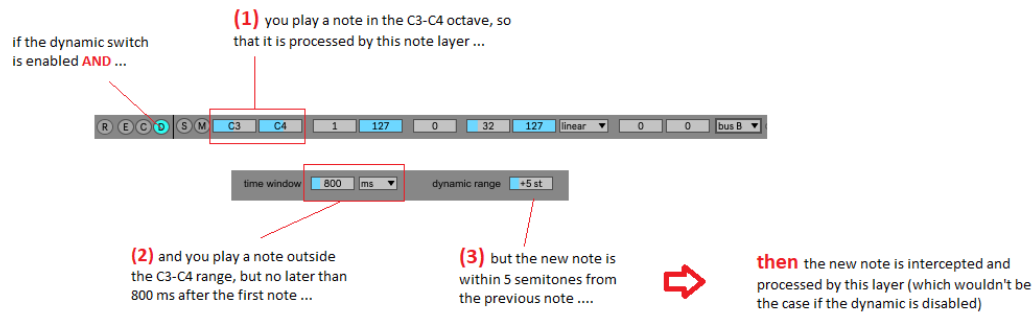 (1) you play a note in the C3-C4 octave, so
that it is processed by this note layer ...
if the dynamic switch
is enabled AND ...
R E C D S M C3 C4 1 127 0 32 127 linear 0 0 bus B
time window 800 ms dynamic range +5 st
(2) and you play a note outside
the C3-C4 range, but no later than
800 ms after the first note ...
(3) but the new note is
within 5 semitones from
the previous note ....
then the new note is intercepted and
processed by this layer (which wouldn't be
the case if the dynamic is disabled)